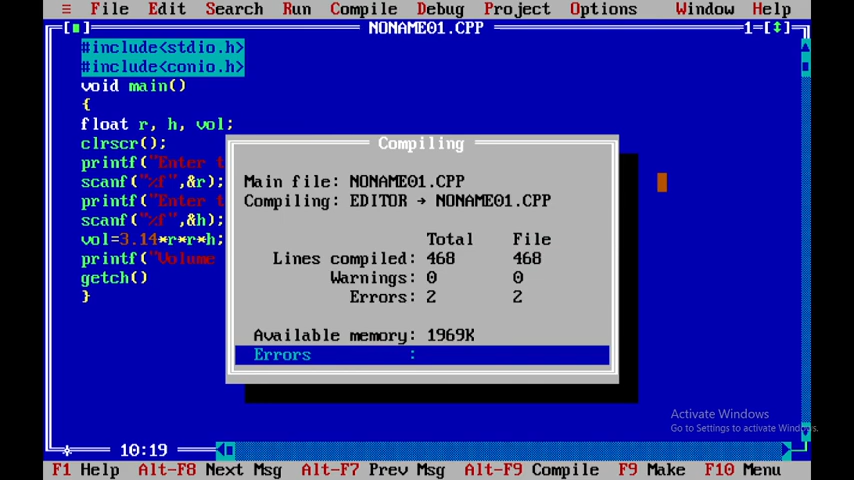 ≡ File Edit Search Run Compile Debug Project Options Window Help
[■] NONAME01.CPP 1=[↕]
#include<stdio.h>
#include<conio.h>
void main()
{
float r, h, vol;
clrscr();
printf("Enter t
scanf("%f",&r);
printf("Enter t
scanf("%f",&h);
vol=3.14*r*r*h;
printf("Volume
getch()
}
Compiling
Main file: NONAME01.CPP
Compiling: EDITOR → NONAME01.CPP
Total File
Lines compiled: 468 468
Warnings: 0 0
Errors: 2 2
Available memory: 1969K
Errors :
Activate Windows
Go to Settings to activate Windows.
* 10:19
F1 Help Alt-F8 Next Msg Alt-F7 Prev Msg Alt-F9 Compile F9 Make F10 Menu